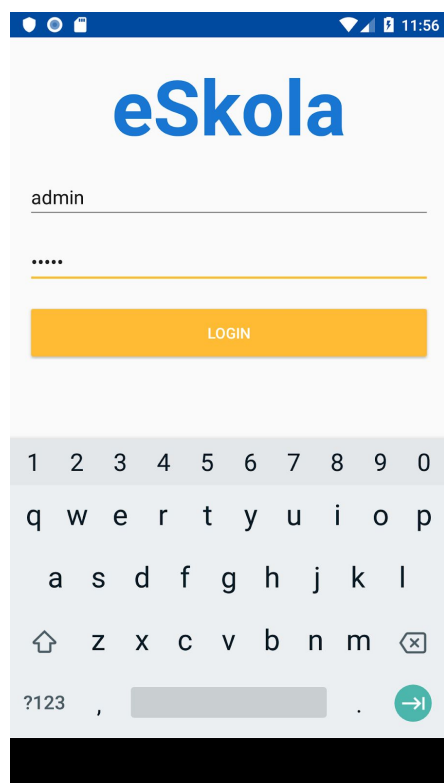 11:56
eSkola
admin
•••••
LOGIN
1 2 3 4 5 6 7 8 9 0
q w e r t y u i o p
a s d f g h j k l
z x c v b n m
?123 , .